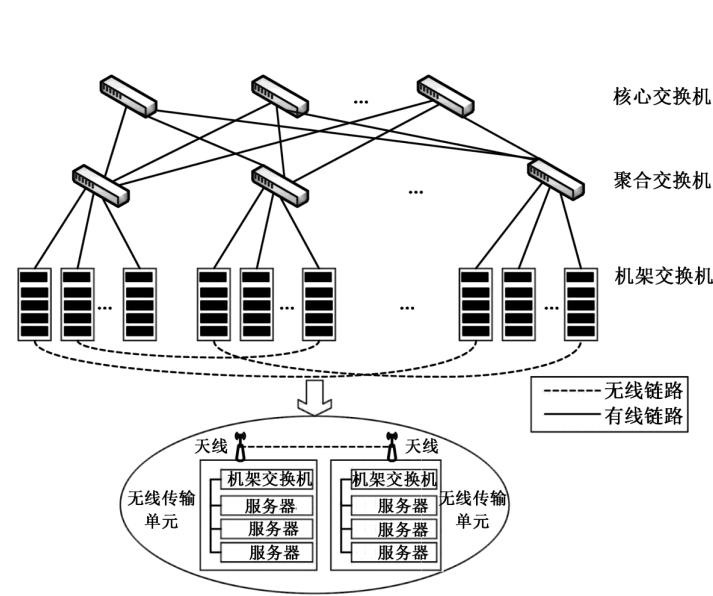 核心交换机
...
聚合交换机
...
机架交换机
... ... ... ...
无线链路
有线链路
天线 天线
机架交换机 机架交换机
无线传输
单元
服务器 服务器
无线传输
单元
服务器 服务器
服务器 服务器